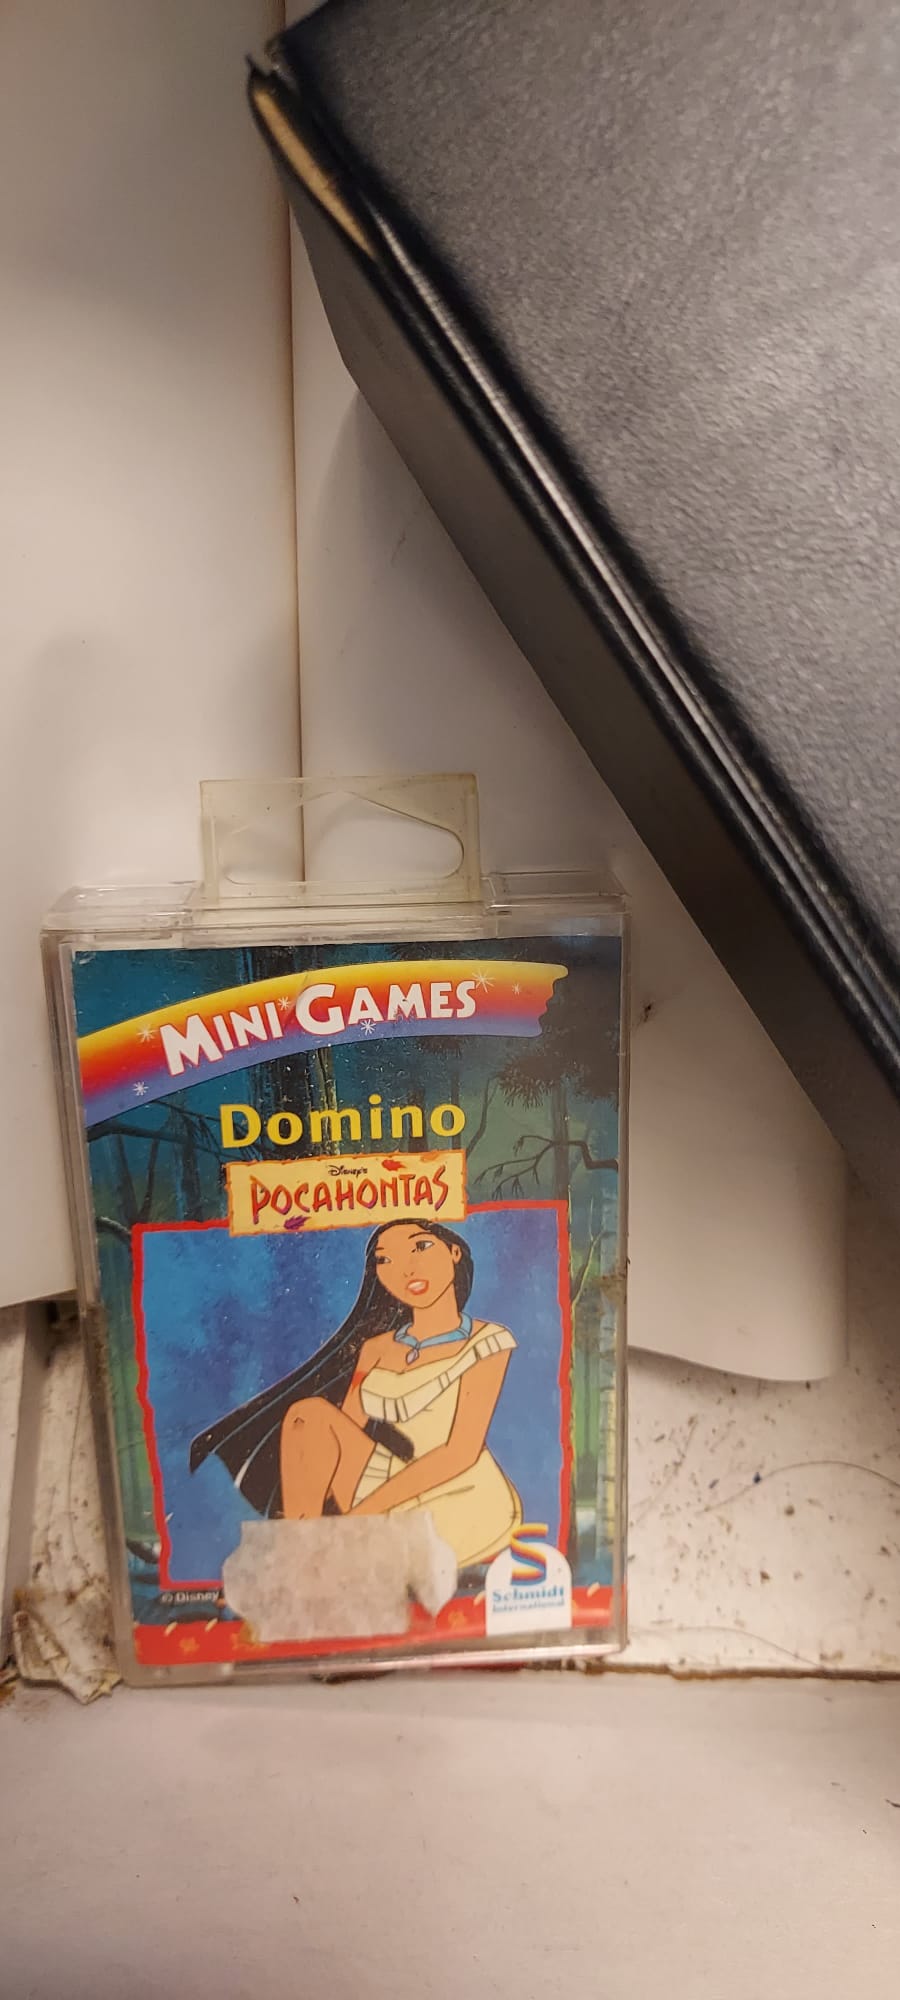 MINI GAMES
Domino
DISNEY'S
POCAHONTAS
© Disney
S
Schmidt
International